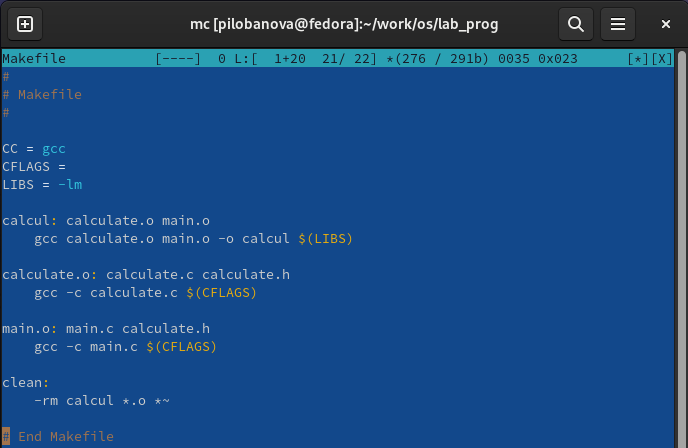 mc [pilobanova@fedora]:~/work/os/lab_prog
Makefile [----] 0 L:[ 1+20 21/ 22] *(276 / 291b) 0035 0x023 [*][X]
#
# Makefile
#
CC = gcc
CFLAGS =
LIBS = -lm
calcul: calculate.o main.o
gcc calculate.o main.o -o calcul $(LIBS)
calculate.o: calculate.c calculate.h
gcc -c calculate.c $(CFLAGS)
main.o: main.c calculate.h
gcc -c main.c $(CFLAGS)
clean:
-rm calcul *.o *~
# End Makefile